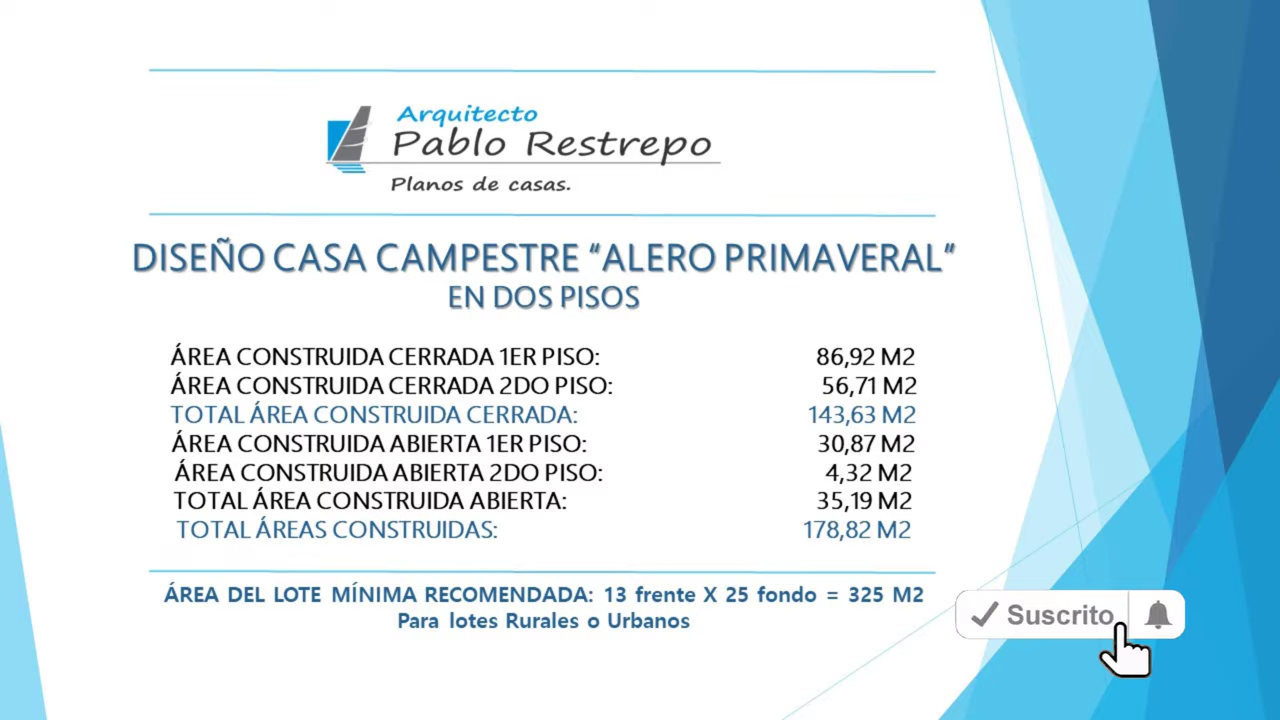 Arquitecto
Pablo Restrepo
Planos de casas.
DISEÑO CASA CAMPESTRE “ALERO PRIMAVERAL”
EN DOS PISOS
ÁREA CONSTRUIDA CERRADA 1ER PISO: 86,92 M2
ÁREA CONSTRUIDA CERRADA 2DO PISO: 56,71 M2
TOTAL ÁREA CONSTRUIDA CERRADA: 143,63 M2
ÁREA CONSTRUIDA ABIERTA 1ER PISO: 30,87 M2
ÁREA CONSTRUIDA ABIERTA 2DO PISO: 4,32 M2
TOTAL ÁREA CONSTRUIDA ABIERTA: 35,19 M2
TOTAL ÁREAS CONSTRUIDAS: 178,82 M2
ÁREA DEL LOTE MÍNIMA RECOMENDADA: 13 frente X 25 fondo = 325 M2
Para lotes Rurales o Urbanos
Suscrito